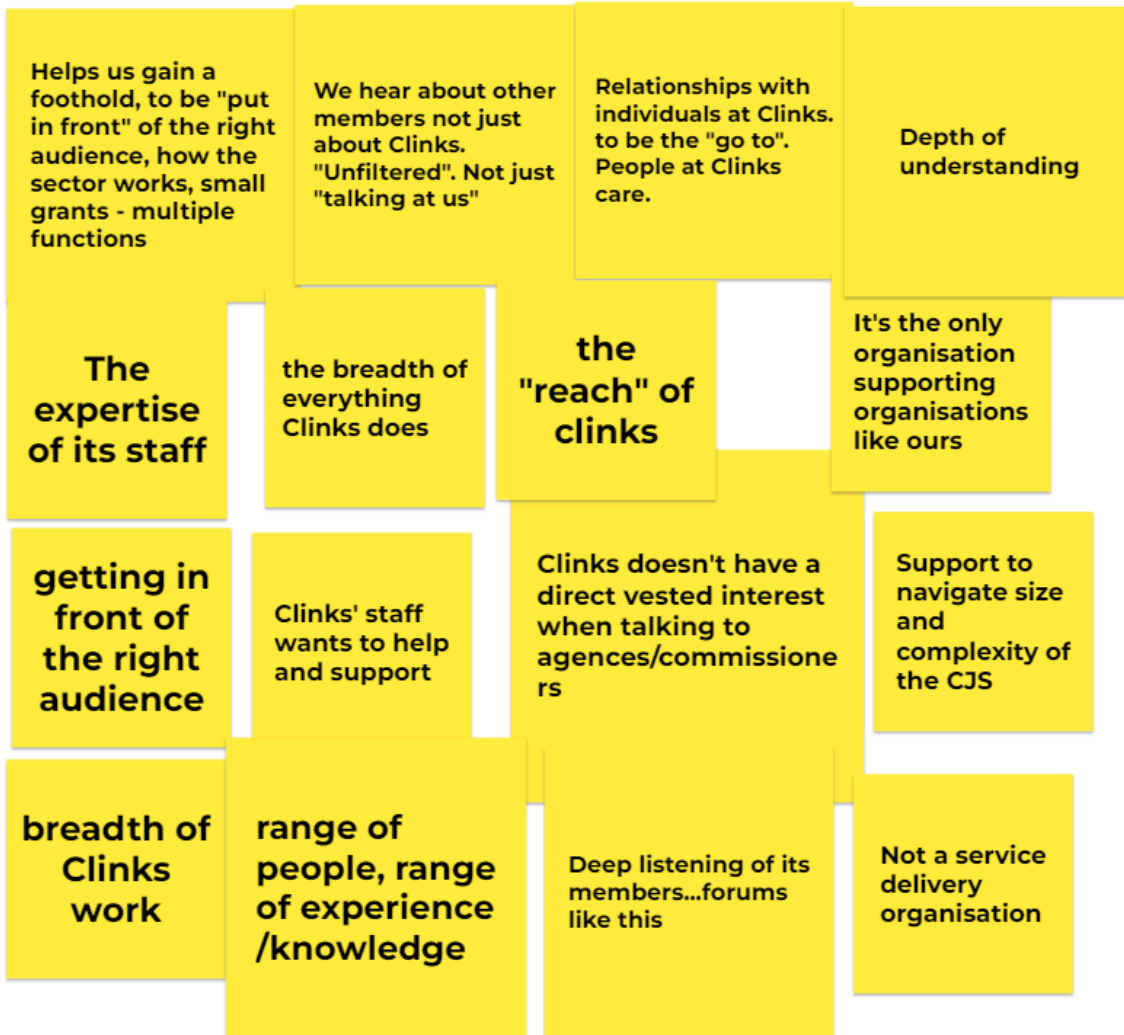 Helps us gain a
foothold, to be "put
in front" of the right
audience, how the
sector works, small
grants - multiple
functions
We hear about other
members not just
about Clinks.
"Unfiltered". Not just
"talking at us"
Relationships with
individuals at Clinks.
to be the "go to".
People at Clinks
care.
Depth of
understanding
The
expertise
of its staff
the breadth of
everything
Clinks does
the
"reach" of
clinks
It's the only
organisation
supporting
organisations
like ours
getting in
front of
the right
audience
Clinks' staff
wants to help
and support
Clinks doesn't have a
direct vested interest
when talking to
agences/commissione
rs
Support to
navigate size
and
complexity of
the CJS
breadth of
Clinks
work
range of
people, range
of experience
/knowledge
Deep listening of its
members...forums
like this
Not a service
delivery
organisation